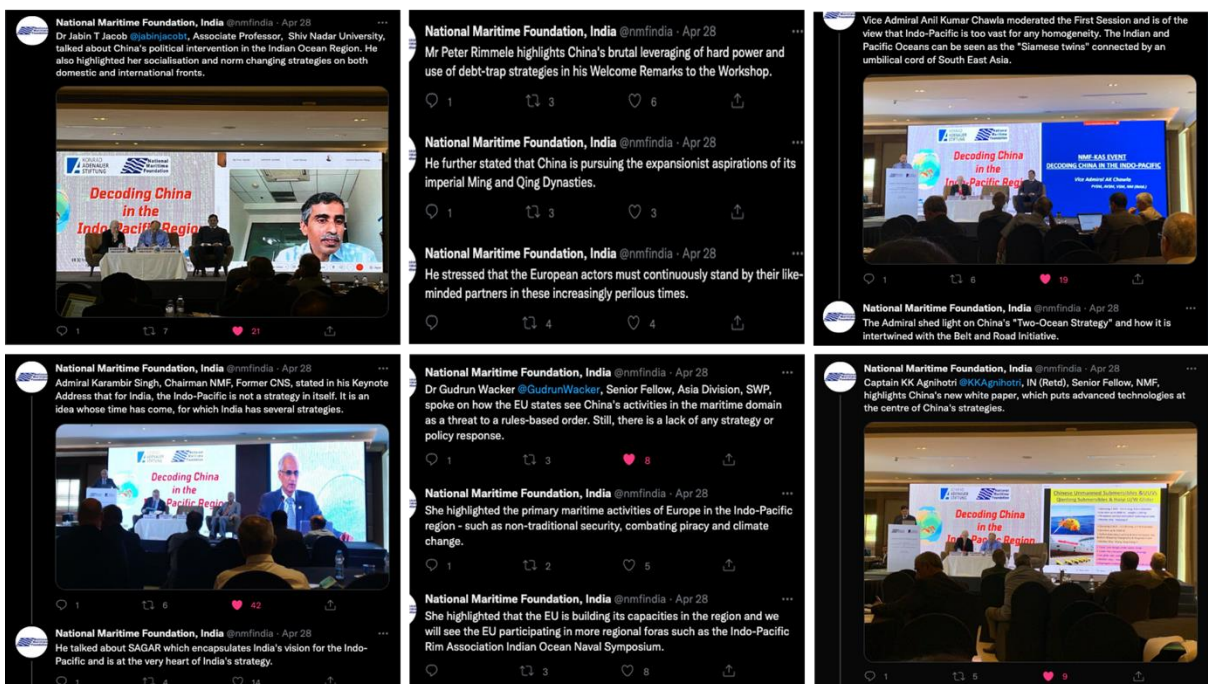 National Maritime Foundation, India @nmfindia · Apr 28
Dr Jabin T Jacob @jabinjacobt, Associate Professor, Shiv Nadar University,
talked about China's political intervention in the Indian Ocean Region. He
also highlighted her socialisation and norm changing strategies on both
domestic and international fronts.
KONRAD
ADENAUER
STIFTUNG
National
Maritime
Foundation
Decoding China
in the
Indo-Pacific Region
1 7 21
National Maritime Foundation, India @nmfindia · Apr 28
Mr Peter Rimmele highlights China's brutal leveraging of hard power and
use of debt-trap strategies in his Welcome Remarks to the Workshop.
1 3 6
National Maritime Foundation, India @nmfindia · Apr 28
He further stated that China is pursuing the expansionist aspirations of its
imperial Ming and Qing Dynasties.
1 3 3
National Maritime Foundation, India @nmfindia · Apr 28
He stressed that the European actors must continuously stand by their like-
minded partners in these increasingly perilous times.
4 4
Vice Admiral Anil Kumar Chawla moderated the First Session and is of the
view that Indo-Pacific is too vast for any homogeneity. The Indian and
Pacific Oceans can be seen as the "Siamese twins" connected by an
umbilical cord of South East Asia.
KONRAD
ADENAUER
STIFTUNG
National
Maritime
Foundation
Decoding China
in the
Indo-Pacific Regi
NMF-KAS EVENT
DECODING CHINA IN THE INDO-PACIFIC
Vice Admiral AK Chawla
1 6 19
National Maritime Foundation, India @nmfindia · Apr 28
The Admiral shed light on China's "Two-Ocean Strategy" and how it is
intertwined with the Belt and Road Initiative.
National Maritime Foundation, India @nmfindia · Apr 28
Admiral Karambir Singh, Chairman NMF, Former CNS, stated in his Keynote
Address that for India, the Indo-Pacific is not a strategy in itself. It is an
idea whose time has come, for which India has several strategies.
Decoding China
in the
Pacific Region
1 6 42
National Maritime Foundation, India @nmfindia · Apr 28
He talked about SAGAR which encapsulates India's vision for the Indo-
Pacific and is at the very heart of India's strategy.
1 4 14
National Maritime Foundation, India @nmfindia · Apr 28
Dr Gudrun Wacker @GudrunWacker, Senior Fellow, Asia Division, SWP,
spoke on how the EU states see China's activities in the maritime domain
as a threat to a rules-based order. Still, there is a lack of any strategy or
policy response.
1 3 8
National Maritime Foundation, India @nmfindia · Apr 28
She highlighted the primary maritime activities of Europe in the Indo-Pacific
region - such as non-traditional security, combating piracy and climate
change.
1 2 5
National Maritime Foundation, India @nmfindia · Apr 28
She highlighted that the EU is building its capacities in the region and we
will see the EU participating in more regional foras such as the Indo-Pacific
Rim Association Indian Ocean Naval Symposium.
3 8
National Maritime Foundation, India @nmfindia · Apr 28
Captain KK Agnihotri @KKAgnihotri, IN (Retd), Senior Fellow, NMF,
highlights China's new white paper, which puts advanced technologies at
the centre of China's strategies.
Decoding China
in the
Indo-Pacific Region
1 5 9